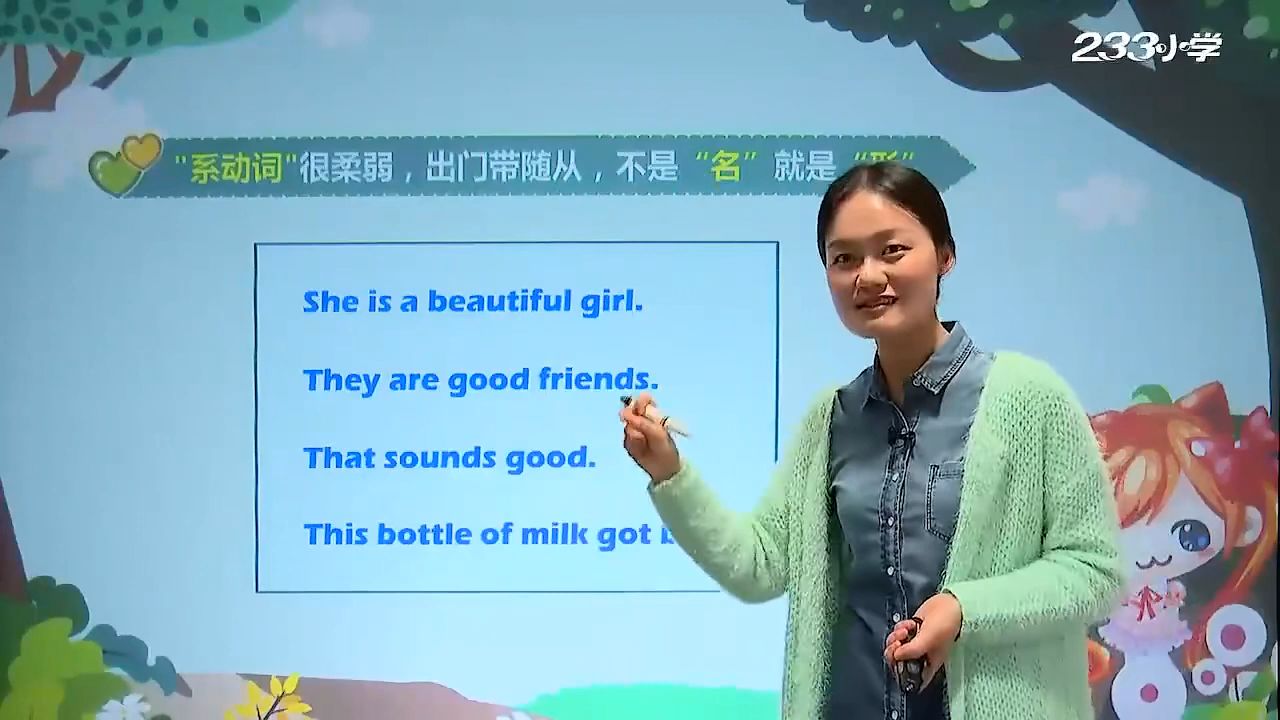 233小学
"系动词"很柔弱，出门带随从，不是“名”就是“形”
She is a beautiful girl.
They are good friends.
That sounds good.
This bottle of milk got